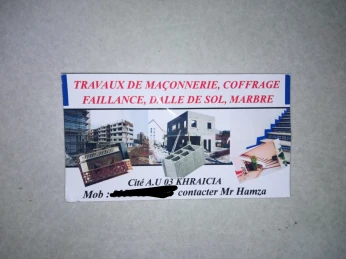 TRAVAUX DE MAÇONNERIE, COFFRAGE
FAILLANCE, DALLE DE SOL, MARBRE
Cité A.U 03 KHRAICIA
Mob : contacter Mr Hamza